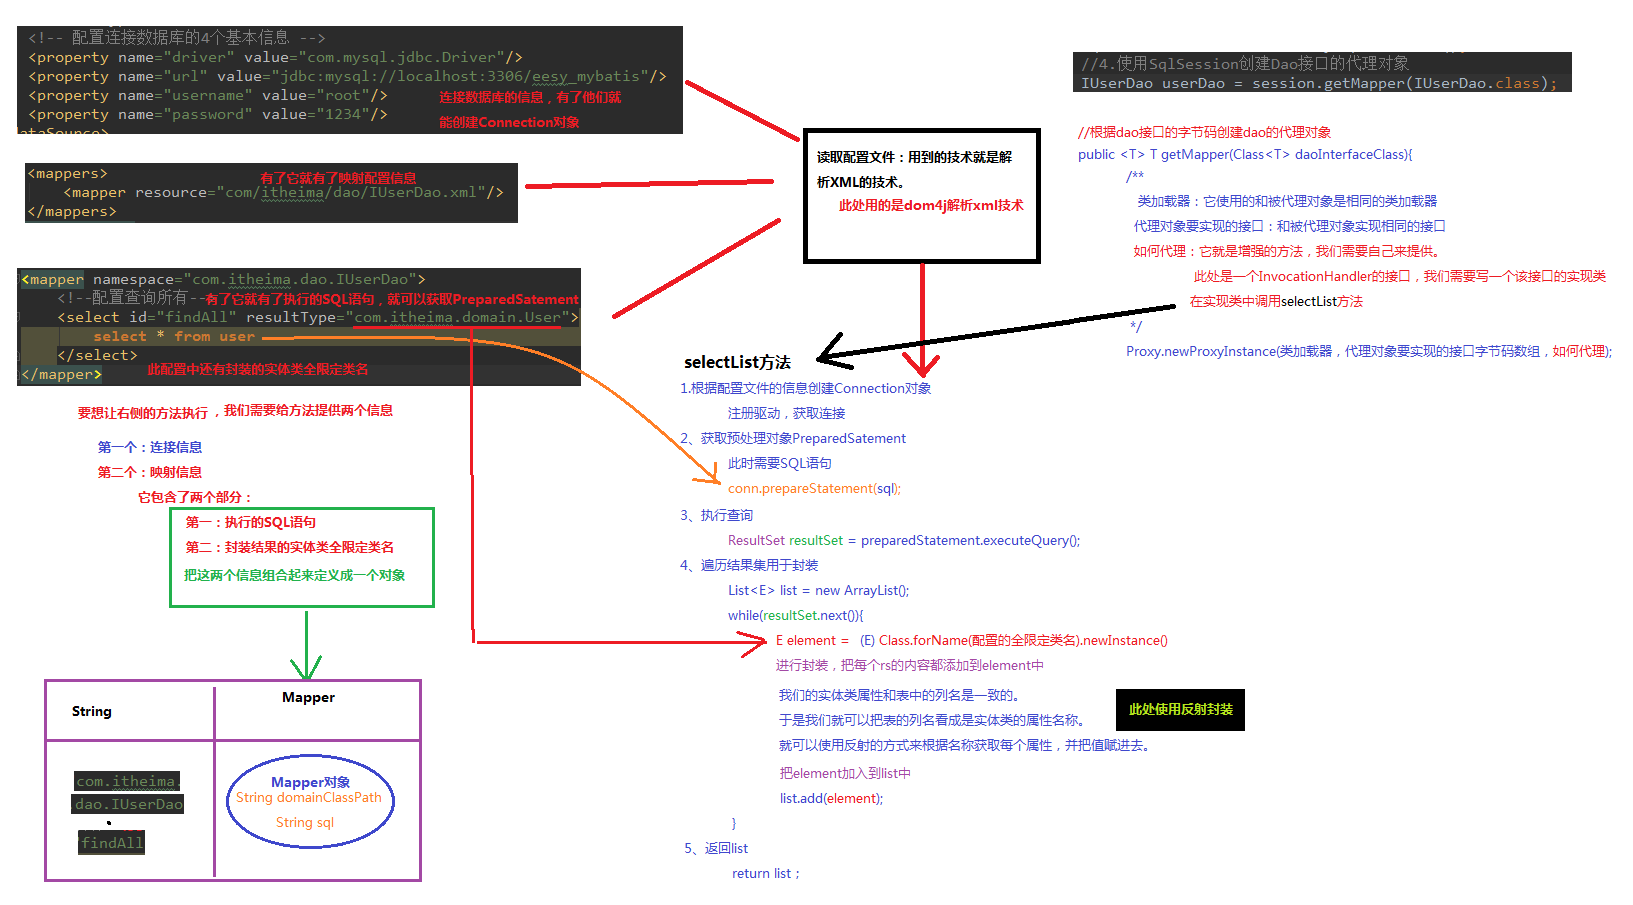 <!-- 配置连接数据库的4个基本信息 -->
<property name="driver" value="com.mysql.jdbc.Driver"/>
<property name="url" value="jdbc:mysql://localhost:3306/eesy_mybatis"/>
<property name="username" value="root"/>
<property name="password" value="1234"/>
ataSource>
连接数据库的信息，有了他们就
能创建Connection对象
<mappers>
有了它就有了映射配置信息
<mapper resource="com/itheima/dao/IUserDao.xml"/>
</mappers>
<mapper namespace="com.itheima.dao.IUserDao">
<!--配置查询所有--
有了它就有了执行的SQL语句，就可以获取PreparedSatement
<select id="findAll" resultType="com.itheima.domain.User">
select * from user
</select>
此配置中还有封装的实体类全限定类名
</mapper>
要想让右侧的方法执行，我们需要给方法提供两个信息
第一个：连接信息
第二个：映射信息
它包含了两个部分：
第一：执行的SQL语句
第二：封装结果的实体类全限定类名
把这两个信息组合起来定义成一个对象
String
Mapper
com.itheima.
dao.IUserDao
.
findAll
Mapper对象
String domainClassPath
String sql
读取配置文件：用到的技术就是解
析XML的技术。
此处用的是dom4j解析xml技术
selectList方法
1.根据配置文件的信息创建Connection对象
注册驱动，获取连接
2、获取预处理对象PreparedSatement
此时需要SQL语句
conn.prepareStatement(sql);
3、执行查询
ResultSet resultSet = preparedStatement.executeQuery();
4、遍历结果集用于封装
List<E> list = new ArrayList();
while(resultSet.next()){
E element = (E) Class.forName(配置的全限定类名).newInstance()
进行封装，把每个rs的内容都添加到element中
我们的实体类属性和表中的列名是一致的。
于是我们就可以把表的列名看成是实体类的属性名称。
就可以使用反射的方式来根据名称获取每个属性，并把值赋进去。
把element加入到list中
list.add(element);
}
5、返回list
return list；
此处使用反射封装
//4.使用SqlSession创建Dao接口的代理对象
IUserDao userDao = session.getMapper(IUserDao.class);
//根据dao接口的字节码创建dao的代理对象
public <T> T getMapper(Class<T> daoInterfaceClass){
/**
类加载器：它使用的和被代理对象是相同的类加载器
代理对象要实现的接口：和被代理对象实现相同的接口
如何代理：它就是增强的方法，我们需要自己来提供。
此处是一个InvocationHandler的接口，我们需要写一个该接口的实现类
在实现类中调用selectList方法
*/
Proxy.newProxyInstance(类加载器，代理对象要实现的接口字节码数组，如何代理);